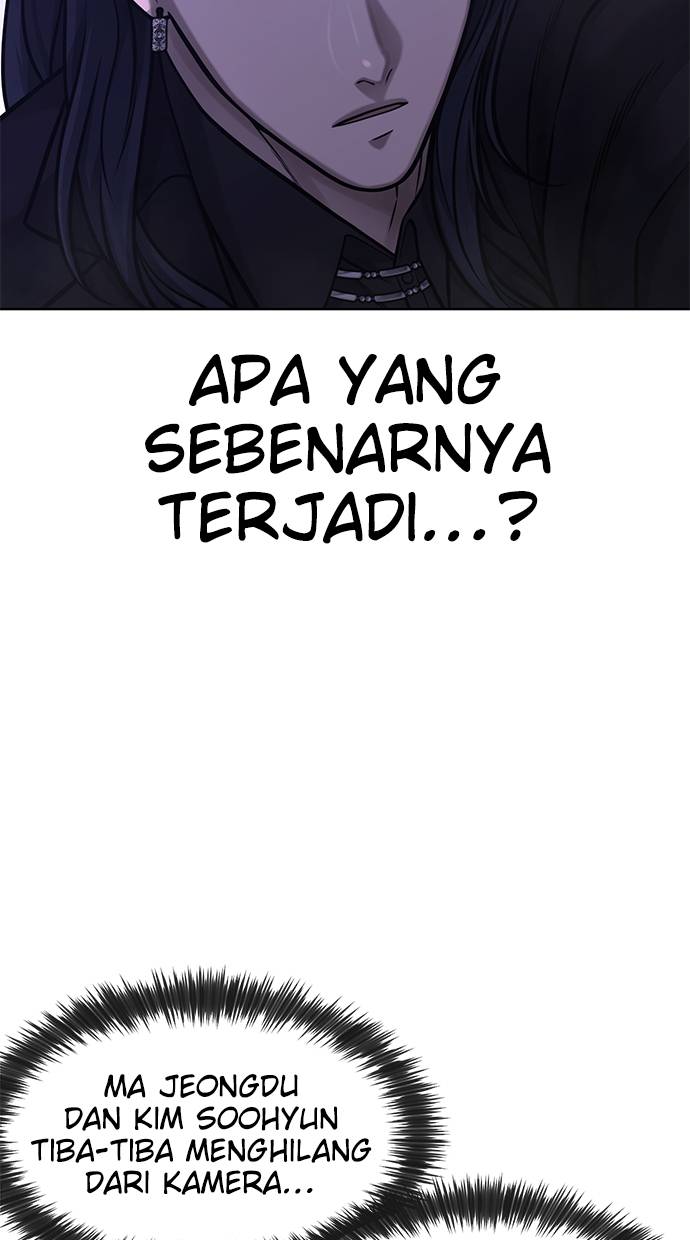 APA YANG
SEBENARNYA
TERJADI...?
MA JEONGDU
DAN KIM SOOHYUN
TIBA-TIBA MENGHILANG
DARI KAMERA...